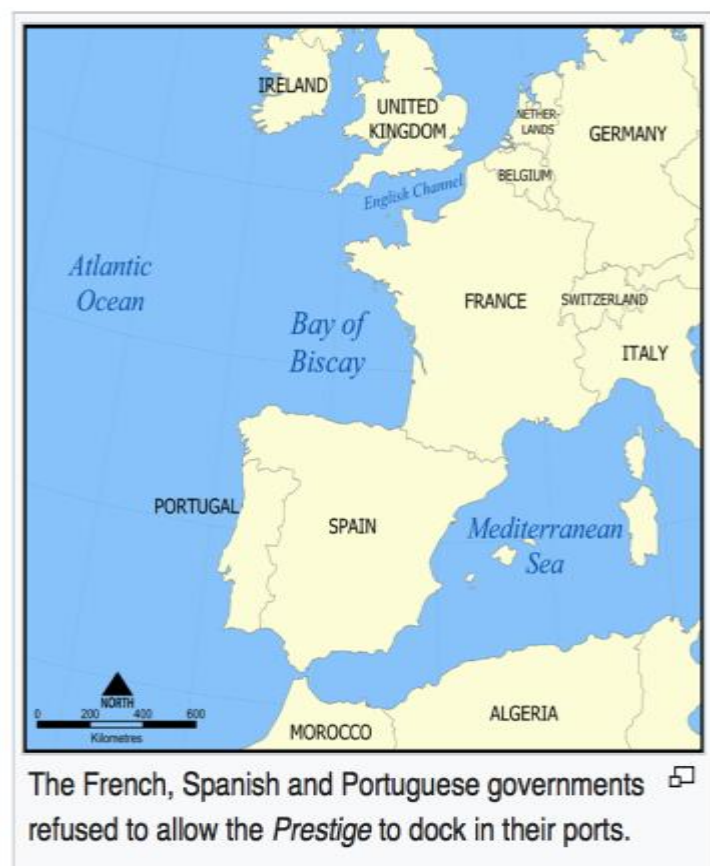 IRELAND
UNITED
KINGDOM
NETHER-
LANDS
GERMANY
BELGIUM
English Channel
Atlantic
Ocean
FRANCE
SWITZERLAND
Bay of
Biscay
ITALY
PORTUGAL
SPAIN
Mediterranean
Sea
NORTH
0 200 400 600
Kilometres
MOROCCO
ALGERIA
The French, Spanish and Portuguese governments
refused to allow the Prestige to dock in their ports.